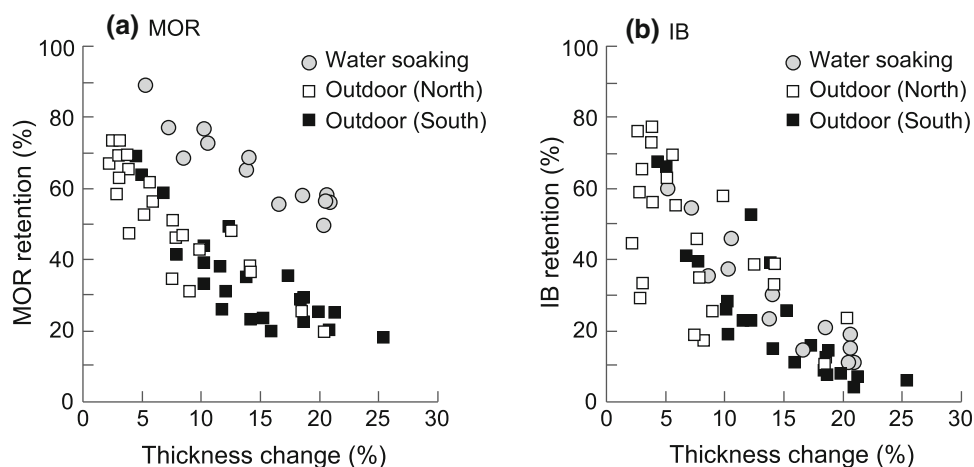 (a) MOR
100
80
60
40
20
0
MOR retention (%)
Water soaking
Outdoor (North)
Outdoor (South)
0 5 10 15 20 25 30
Thickness change (%)
(b) IB
100
80
60
40
20
0
IB retention (%)
Water soaking
Outdoor (North)
Outdoor (South)
0 5 10 15 20 25 30
Thickness change (%)